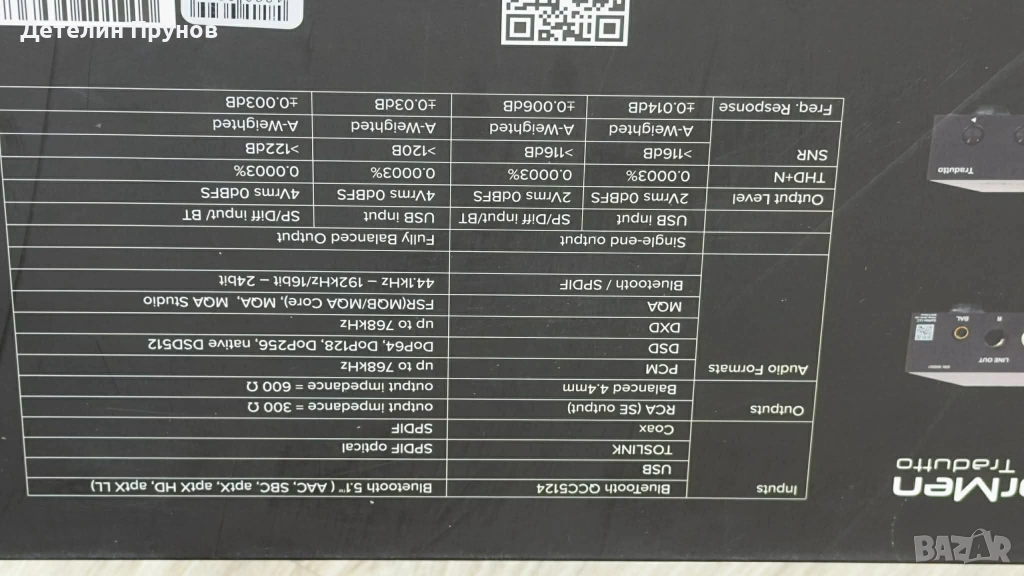 Детелин Прунов
orMen
Tradutto
Inputs BlueTooth QCC5124 Bluetooth 5.1™ ( AAC, SBC, aptX, aptX HD, aptX LL)
USB
TOSLINK SPDIF optical
Coax SPDIF
Outputs RCA (SE output) output impedance = 300 Ω
Balanced 4.4mm output impedance = 600 Ω
Audio Formats PCM up to 768kHz
DSD DoP64, DoP128, DoP256, native DSD512
DXD up to 768kHz
MQA FSR(MQB/MQA Core), MQA, MQA Studio
Bluetooth / SPDIF 44.1kHz – 192kHz/16bit – 24bit
Single-end output Fully Balanced Output
USB input SP/Diff input/BT USB input SP/Diff input/ BT
Output Level 2Vrms 0dBFS 2Vrms 0dBFS 4Vrms 0dBFS 4Vrms 0dBFS
THD+N 0.0003% 0.0003% 0.0003% 0.0003%
SNR >116dB >116dB >120B >122dB
A-Weighted A-Weighted A-Weighted A-Weighted
Freq. Response ±0.014dB ±0.006dB ±0.03dB ±0.003dB
LINE OUT
R
BAL
Tradutto
BAZAR